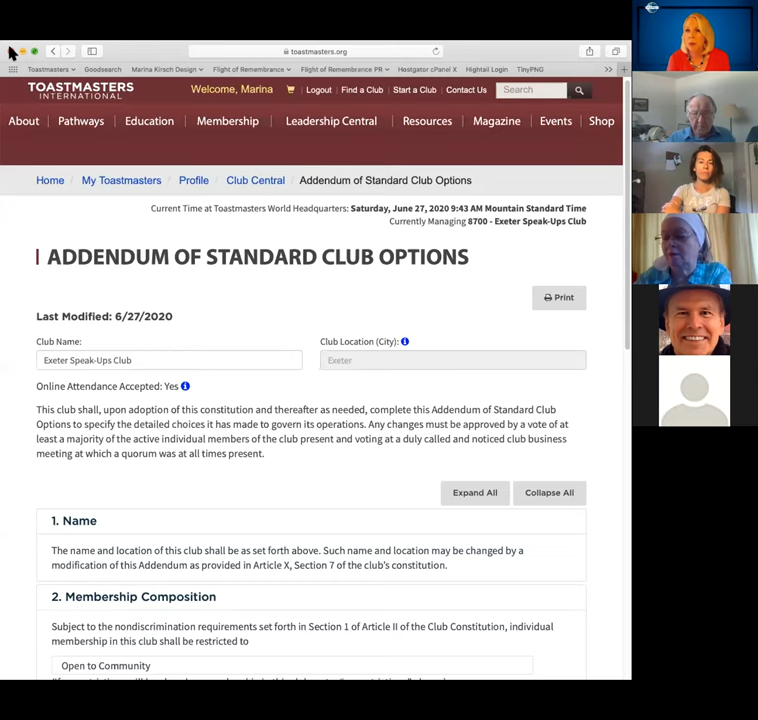 toastmasters.org
Toastmasters Goodsearch Marina Kirsch Design Flight of Remembrance Flight of Remembrance PR Hostgator cPanel X Hightail Login TinyPNG >>
TOASTMASTERS
INTERNATIONAL
Welcome, Marina Logout Find a Club Start a Club Contact Us Search
About Pathways Education Membership Leadership Central Resources Magazine Events Shop
Home / My Toastmasters / Profile / Club Central / Addendum of Standard Club Options
Current Time at Toastmasters World Headquarters: Saturday, June 27, 2020 9:43 AM Mountain Standard Time
Currently Managing 8700 - Exeter Speak-Ups Club
ADDENDUM OF STANDARD CLUB OPTIONS
Print
Last Modified: 6/27/2020
Club Name: Club Location (City):
Exeter Speak-Ups Club Exeter
Online Attendance Accepted: Yes
This club shall, upon adoption of this constitution and thereafter as needed, complete this Addendum of Standard Club
Options to specify the detailed choices it has made to govern its operations. Any changes must be approved by a vote of at
least a majority of the active individual members of the club present and voting at a duly called and noticed club business
meeting at which a quorum was at all times present.
Expand All Collapse All
1. Name
The name and location of this club shall be as set forth above. Such name and location may be changed by a
modification of this Addendum as provided in Article X, Section 7 of the club's constitution.
2. Membership Composition
Subject to the nondiscrimination requirements set forth in Section 1 of Article II of the Club Constitution, individual
membership in this club shall be restricted to
Open to Community